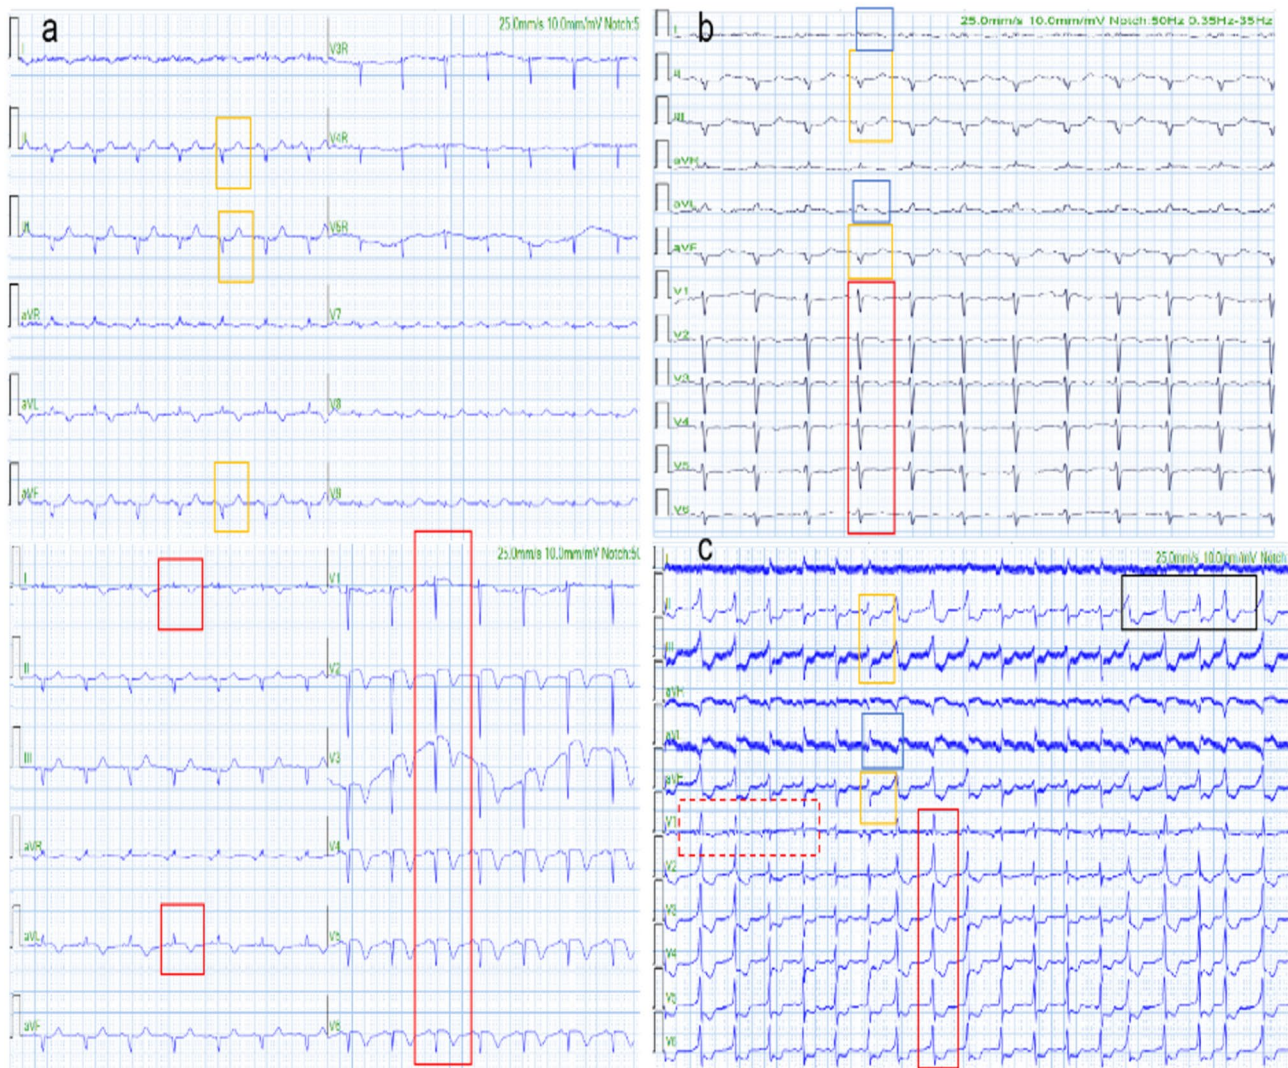 a
25.0mm/s 10.0mm/mV Notch:5
I
V3R
II
V4R
III
V5R
aVR
V7
aVL
V8
aVF
V9
25.0mm/s 10.0mm/mV Notch:50
I
V1
II
V2
III
V3
aVR
V4
aVL
V5
aVF
V6
b
25.0mm/s 10.0mm/mV Notch:50Hz 0.35Hz-35Hz
I
II
III
aVR
aVL
aVF
V1
V2
V3
V4
V5
V6
c
25.0mm/s 10.0mm/mV Notch
I
II
III
aVR
aVL
aVF
V1
V2
V3
V4
V5
V6